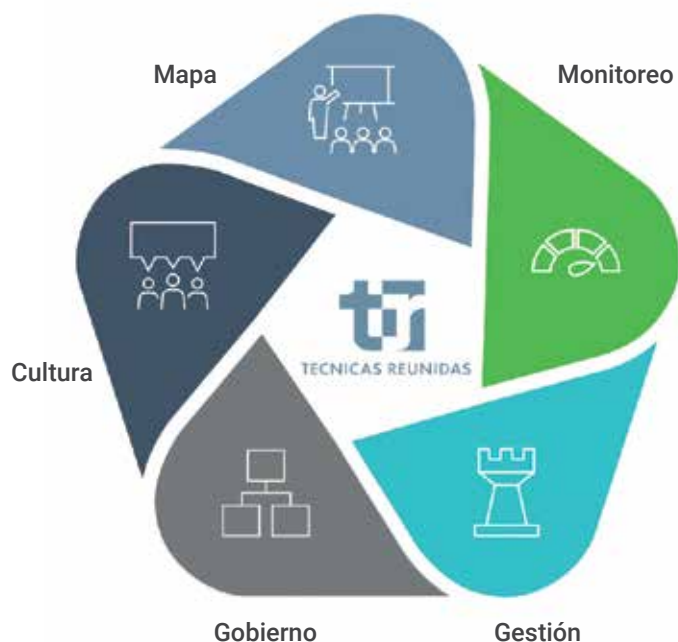 Mapa
Monitoreo
TECNICAS REUNIDAS
Cultura
Gobierno
Gestión